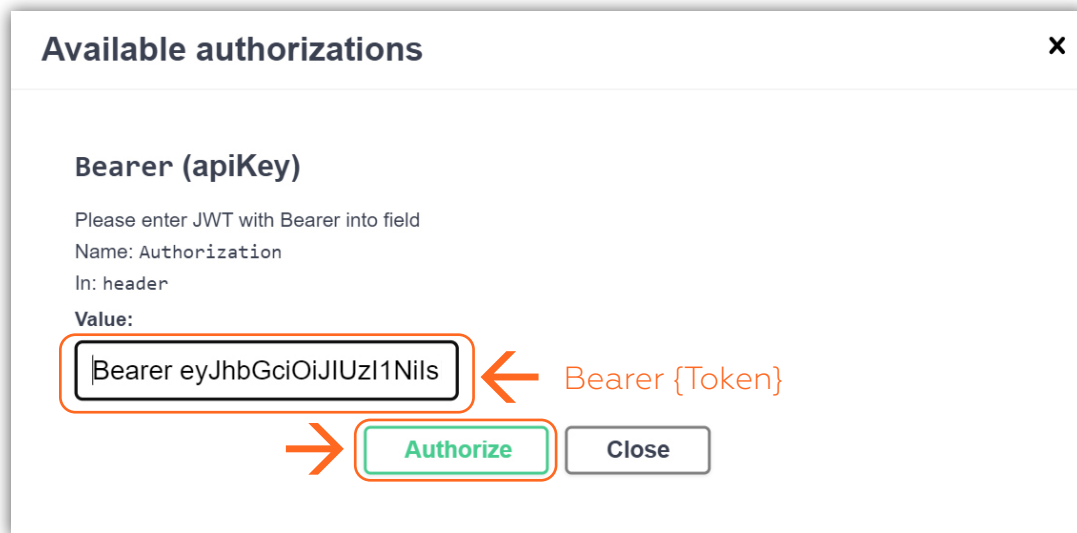 Available authorizations
Bearer (apiKey)
Please enter JWT with Bearer into field
Name: Authorization
In: header
Value:
Bearer eyJhbGciOiJIUzI1NiIs
Bearer {Token}
Authorize
Close